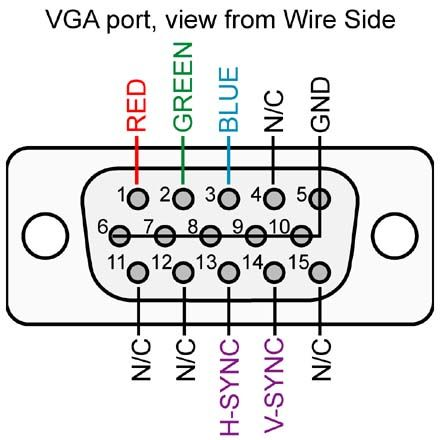 VGA port, view from Wire Side
RED
GREEN
BLUE
N/C
GND
1 2 3 4 5
6 7 8 9 10
11 12 13 14 15
N/C
N/C
H-SYNC
V-SYNC
N/C